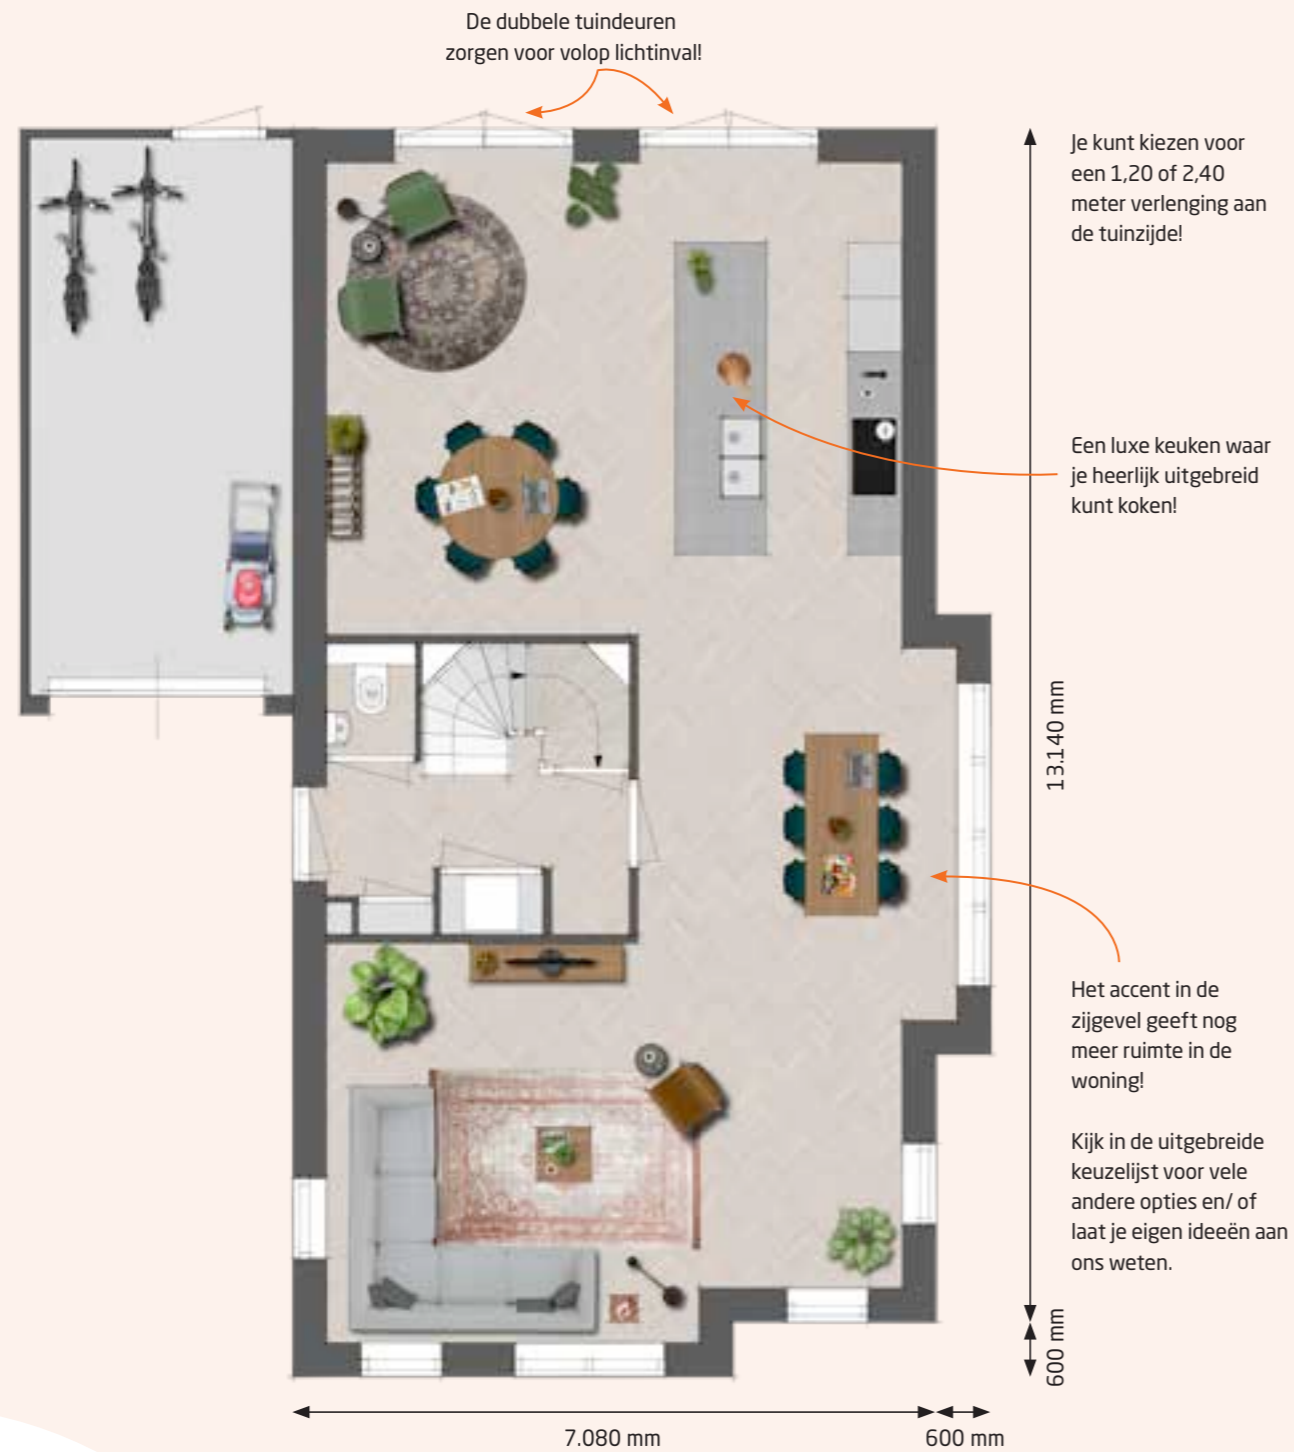 De dubbele tuindeuren
zorgen voor volop lichtinval!
Je kunt kiezen voor
een 1,20 of 2,40
meter verlenging aan
de tuinzijde!
Een luxe keuken waar
je heerlijk uitgebreid
kunt koken!
13.140 mm
Het accent in de
zijgevel geeft nog
meer ruimte in de
woning!
Kijk in de uitgebreide
keuzelijst voor vele
andere opties en/ of
laat je eigen ideeën aan
ons weten.
600 mm
7.080 mm
600 mm